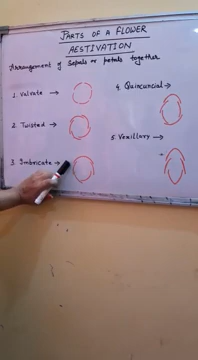 PARTS OF A FLOWER
AESTIVATION
Arrangement of Sepals or petals together
1. Valvate →
2. Twisted →
3. Imbricate →
4. Quincuncial →
5. Vexillary →